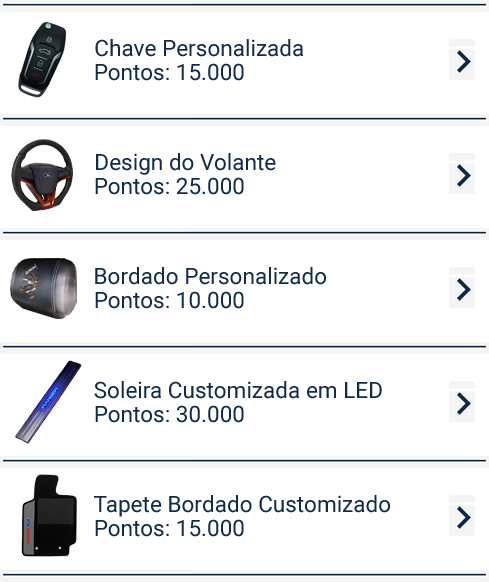 Chave Personalizada
Pontos: 15.000
Design do Volante
Pontos: 25.000
Bordado Personalizado
Pontos: 10.000
Soleira Customizada em LED
Pontos: 30.000
Tapete Bordado Customizado
Pontos: 15.000